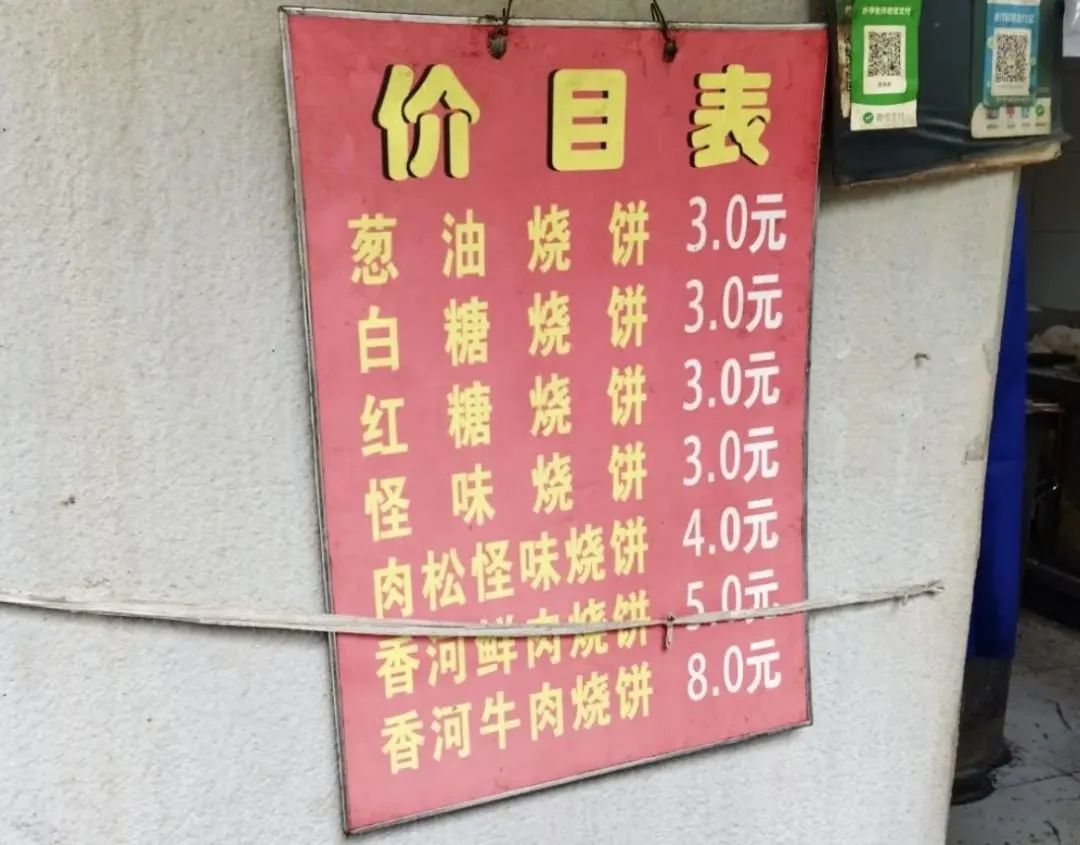 价目表
葱油烧饼 3.0元
白糖烧饼 3.0元
红糖烧饼 3.0元
怪味烧饼 3.0元
肉松怪味烧饼 4.0元
香河鲜肉烧饼 5.0元
香河牛肉烧饼 8.0元